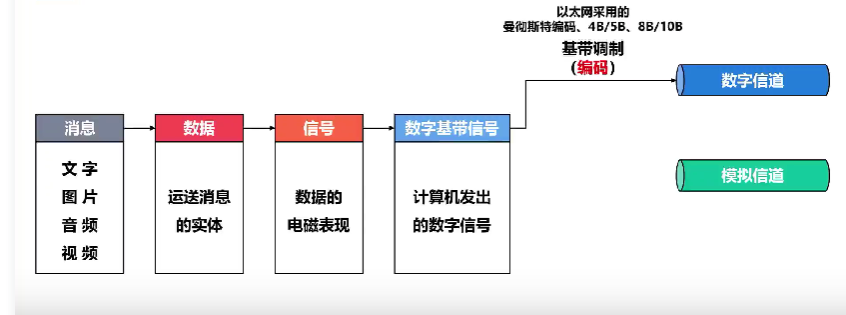 以太网采用的
曼彻斯特编码、4B/5B、8B/10B
基带调制
(编码)
数字信道
消息
数据
信号
数字基带信号
文字
图片
音频
视频
运送消息
的实体
数据的
电磁表现
计算机发出
的数字信号
模拟信道